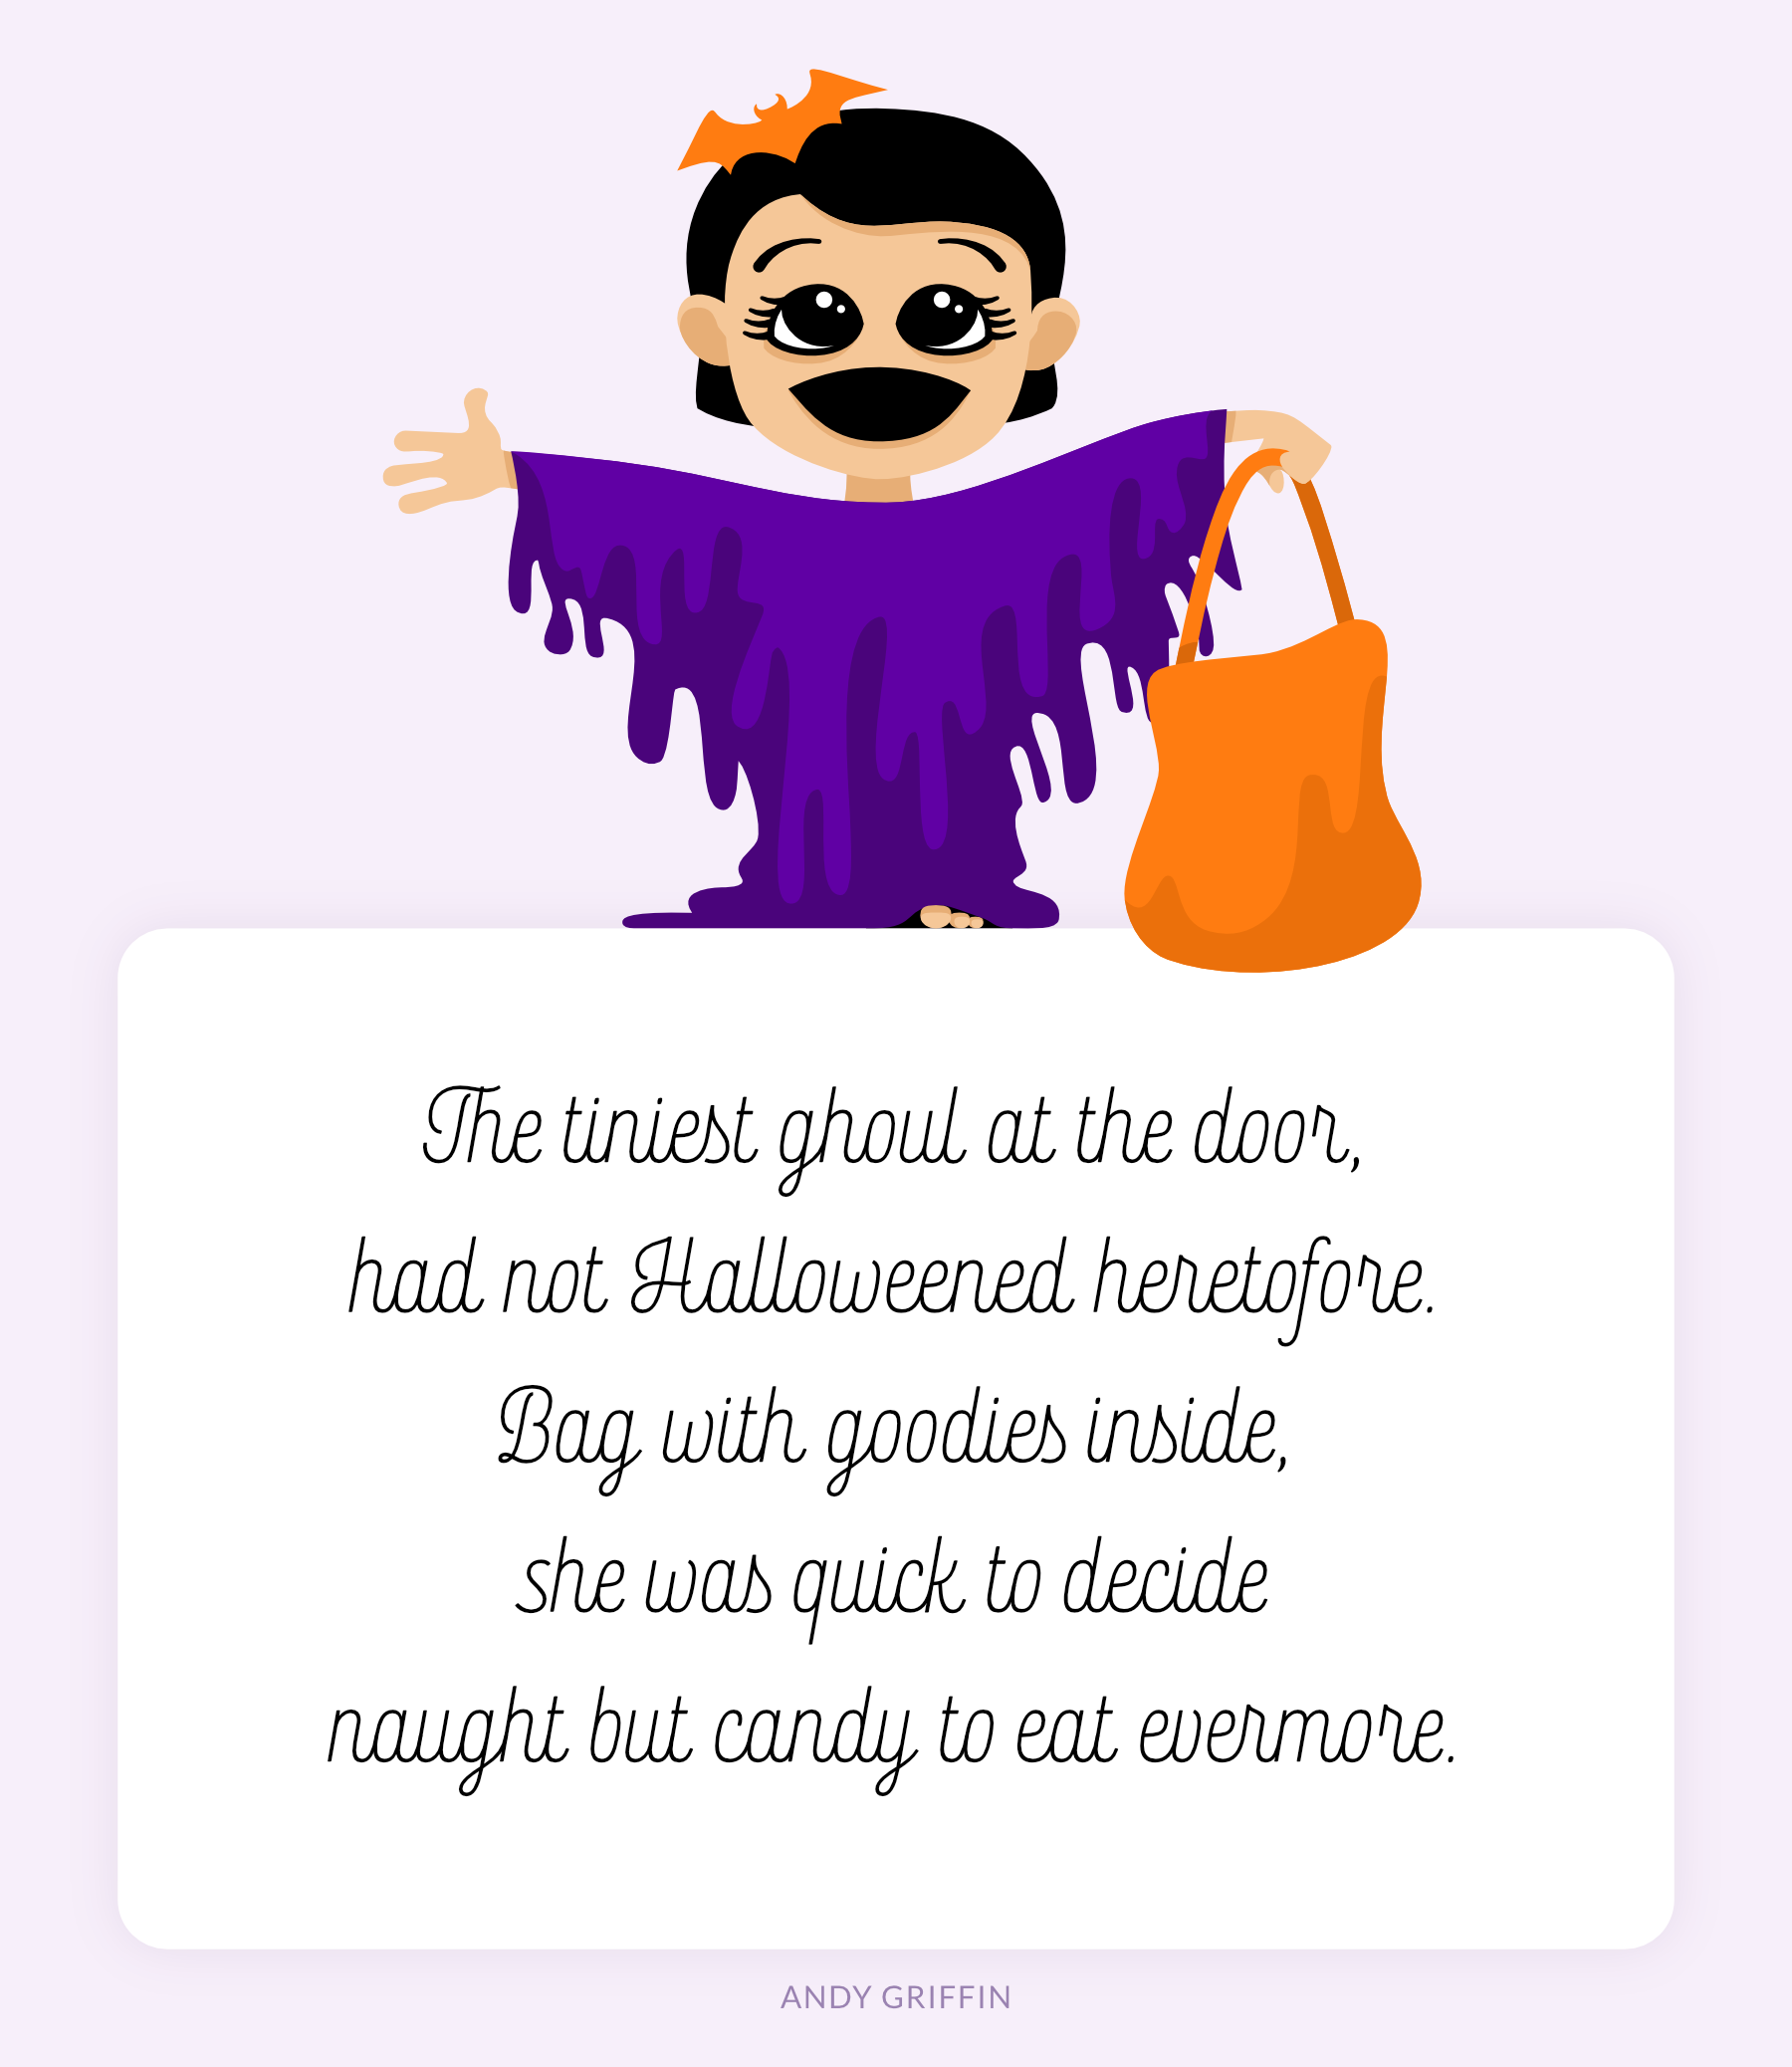 The tiniest ghoul at the door,
had not Halloweened heretofore.
Bag with goodies inside,
she was quick to decide
naught but candy to eat evermore.
ANDY GRIFFIN